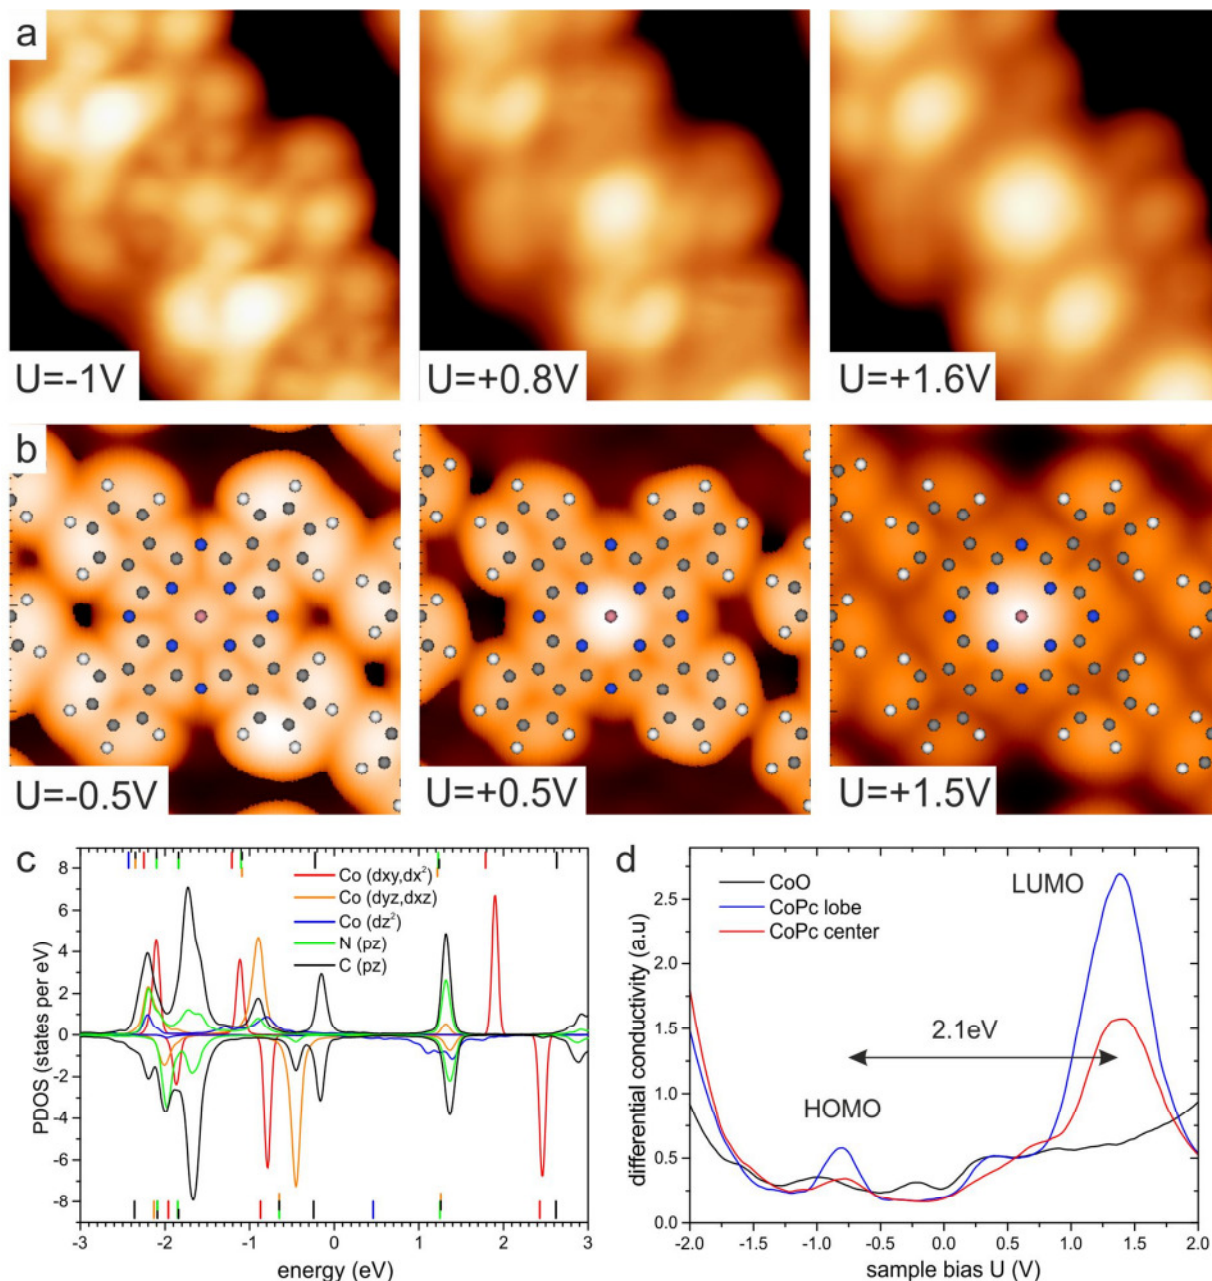 a
U=-1V
U=+0.8V
U=+1.6V
b
U=-0.5V
U=+0.5V
U=+1.5V
c
8
6
4
2
0
-2
-4
-6
-8
PDOS (states per eV)
Co (dxy,dx²)
Co (dyz,dxz)
Co (dz²)
N (pz)
C (pz)
-3
-2
-1
0
1
2
3
energy (eV)
d
3.0
2.5
2.0
1.5
1.0
0.5
0.0
differential conductivity (a.u)
CoO
CoPc lobe
CoPc center
LUMO
2.1eV
HOMO
-2.0
-1.5
-1.0
-0.5
0.0
0.5
1.0
1.5
2.0
sample bias U (V)